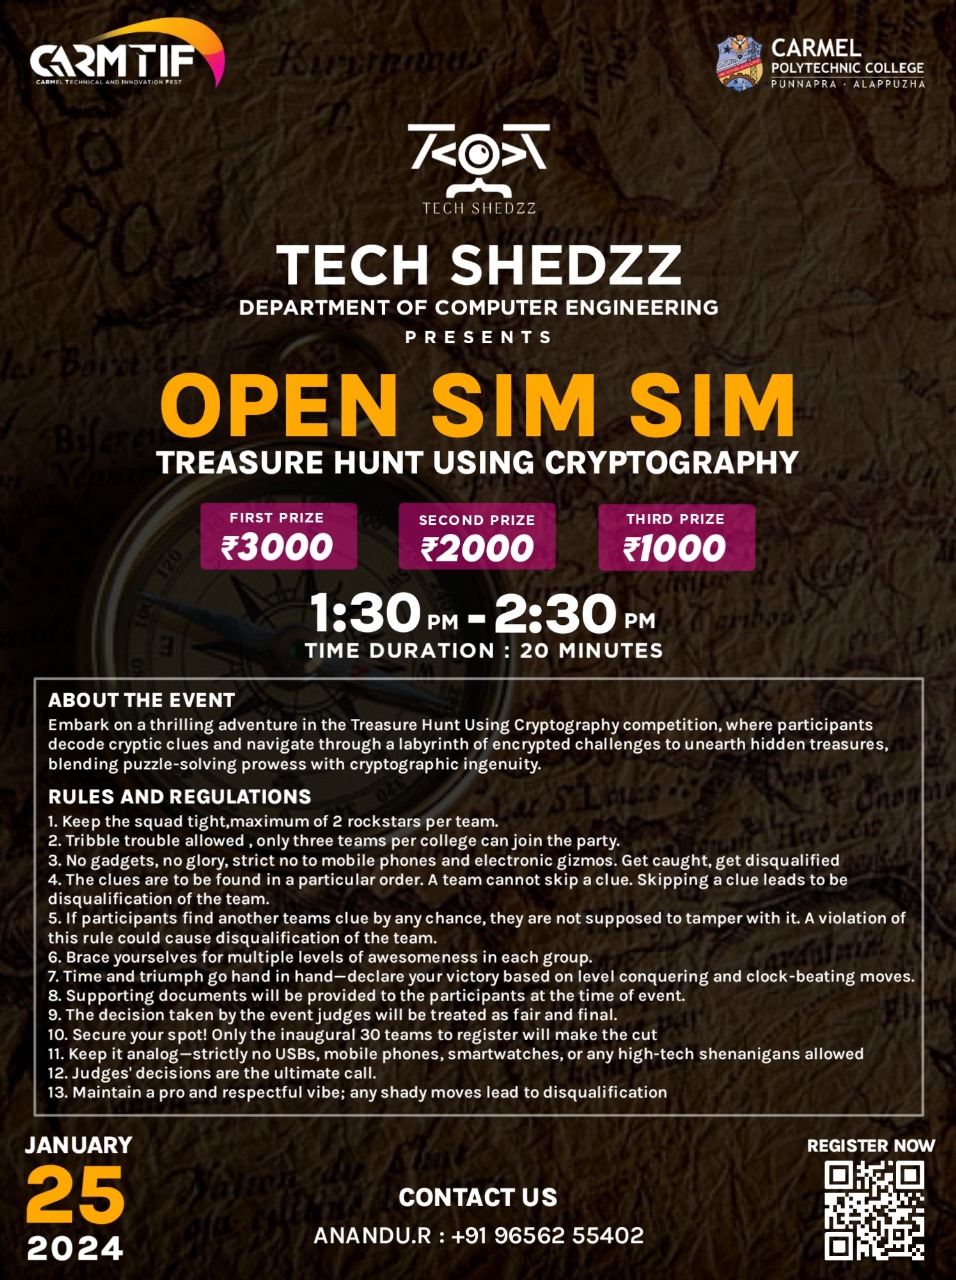 CARMTIF
CARMEL TECHNICAL AND INNOVATION FEST
CARMEL
POLYTECHNIC COLLEGE
PUNNAPRA - ALAPPUZHA
TECH SHEDZZ
TECH SHEDZZ
DEPARTMENT OF COMPUTER ENGINEERING
PRESENTS
OPEN SIM SIM
TREASURE HUNT USING CRYPTOGRAPHY
FIRST PRIZE
₹3000
SECOND PRIZE
₹2000
THIRD PRIZE
₹1000
1:30 PM - 2:30 PM
TIME DURATION : 20 MINUTES
ABOUT THE EVENT
Embark on a thrilling adventure in the Treasure Hunt Using Cryptography competition, where participants
decode cryptic clues and navigate through a labyrinth of encrypted challenges to unearth hidden treasures,
blending puzzle-solving prowess with cryptographic ingenuity.
RULES AND REGULATIONS
1. Keep the squad tight,maximum of 2 rockstars per team.
2. Tribble trouble allowed , only three teams per college can join the party.
3. No gadgets, no glory, strict no to mobile phones and electronic gizmos. Get caught, get disqualified
4. The clues are to be found in a particular order. A team cannot skip a clue. Skipping a clue leads to be
disqualification of the team.
5. If participants find another teams clue by any chance, they are not supposed to tamper with it. A violation of
this rule could cause disqualification of the team.
6. Brace yourselves for multiple levels of awesomeness in each group.
7. Time and triumph go hand in hand—declare your victory based on level conquering and clock-beating moves.
8. Supporting documents will be provided to the participants at the time of event.
9. The decision taken by the event judges will be treated as fair and final.
10. Secure your spot! Only the inaugural 30 teams to register will make the cut
11. Keep it analog—strictly no USBs, mobile phones, smartwatches, or any high-tech shenanigans allowed
12. Judges' decisions are the ultimate call.
13. Maintain a pro and respectful vibe; any shady moves lead to disqualification
JANUARY
25
2024
CONTACT US
ANANDU.R : +91 96562 55402
REGISTER NOW